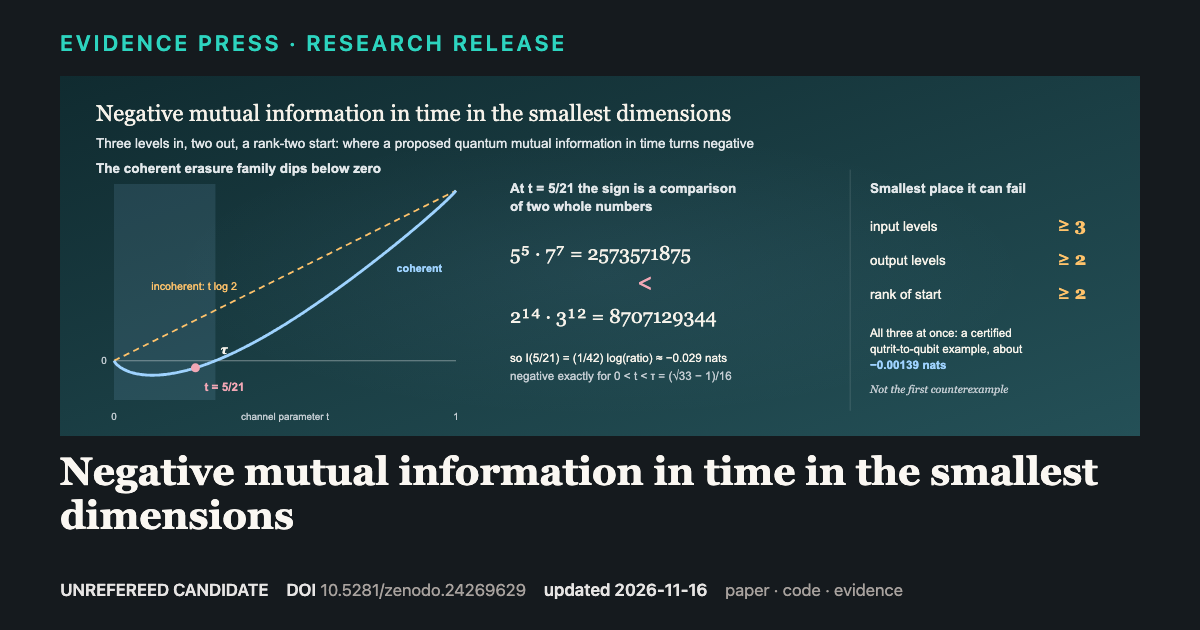 EVIDENCE PRESS · RESEARCH RELEASE
Negative mutual information in time in the smallest dimensions
Three levels in, two out, a rank-two start: where a proposed quantum mutual information in time turns negative
The coherent erasure family dips below zero
incoherent: t log 2
coherent
0
τ
t = 5/21
0
channel parameter t
1
At t = 5/21 the sign is a comparison
of two whole numbers
5⁵ · 7⁷ = 2573571875
<
2¹⁴ · 3¹² = 8707129344
so I(5/21) = (1/42) log(ratio) ≈ −0.029 nats
negative exactly for 0 < t < τ = (√33 − 1)/16
Smallest place it can fail
input levels ≥ 3
output levels ≥ 2
rank of start ≥ 2
All three at once: a certified
qutrit-to-qubit example, about
−0.00139 nats
Not the first counterexample
Negative mutual information in time in the smallest
dimensions
UNREFEREED CANDIDATE DOI 10.5281/zenodo.24269629 updated 2026-11-16 paper · code · evidence